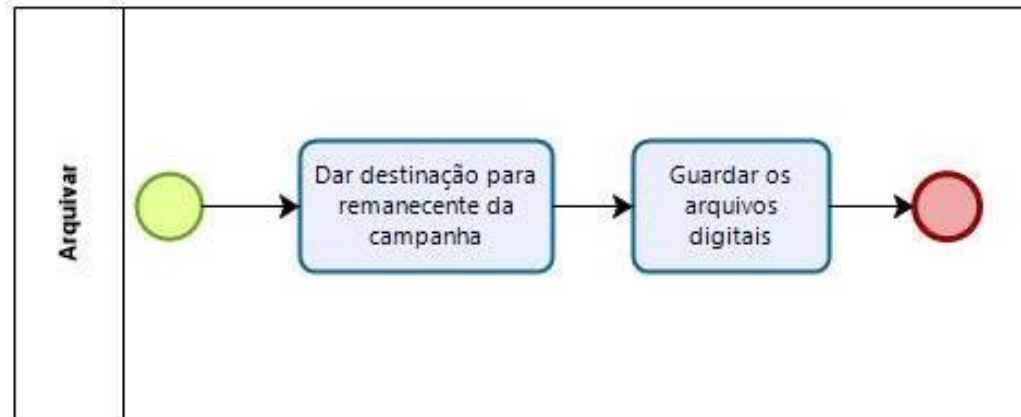 Arquivar
Dar destinação para
remanecente da
campanha
Guardar os
arquivos
digitais